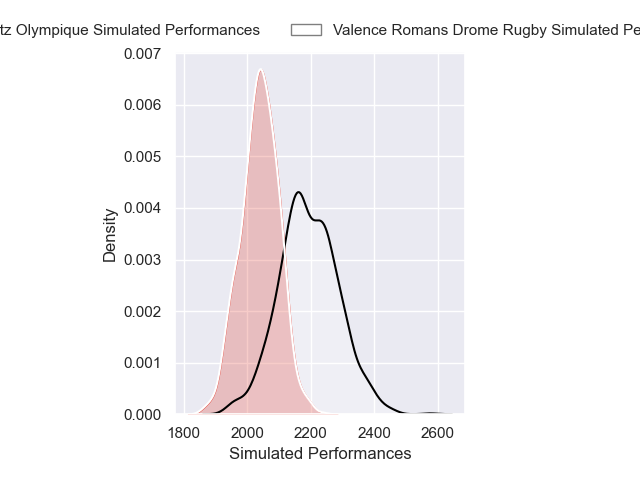 tz Olympique Simulated Performances
Valence Romans Drome Rugby Simulated Pe
0.007
0.006
0.005
0.004
0.003
0.002
0.001
0.000
Density
1800 2000 2200 2400 2600
Simulated Performances